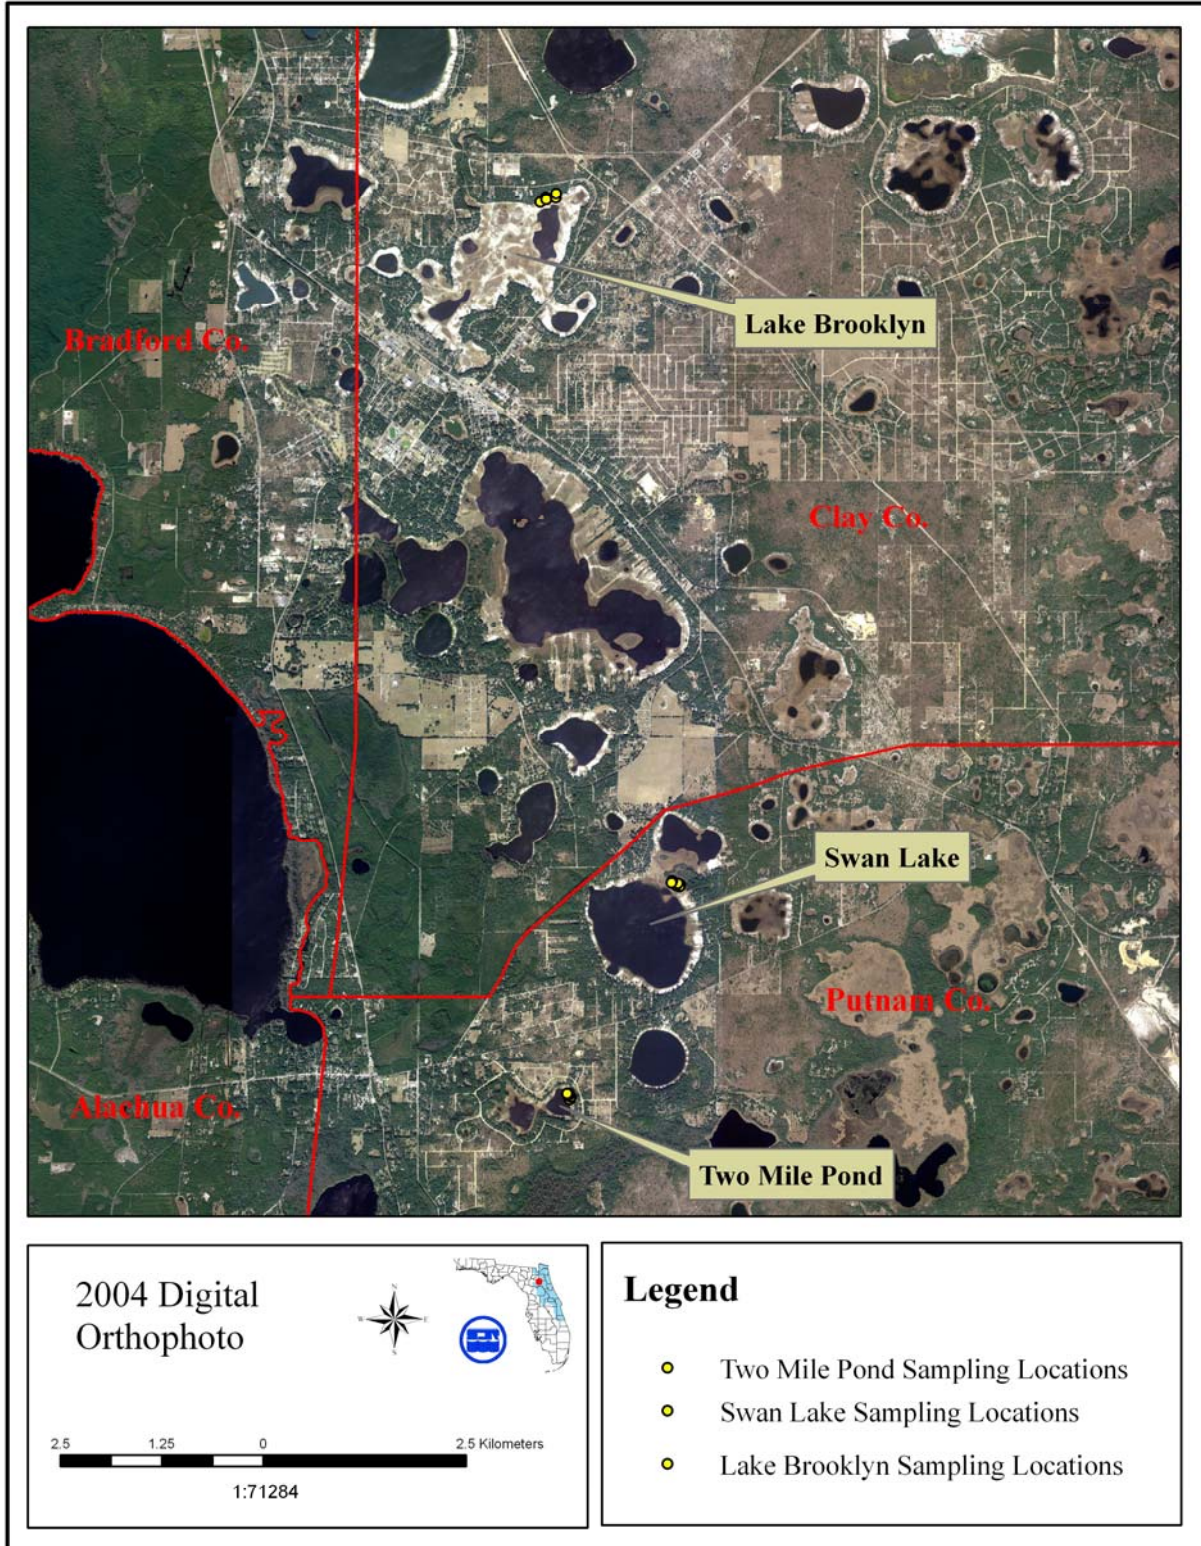 Lake Brooklyn
Bradford Co.
Clay Co.
Swan Lake
Putnam Co.
Alachua Co.
Two Mile Pond
2004 Digital
Orthophoto
N
W E
S
2.5 1.25 0 2.5 Kilometers
1:71284
Legend
Two Mile Pond Sampling Locations
Swan Lake Sampling Locations
Lake Brooklyn Sampling Locations